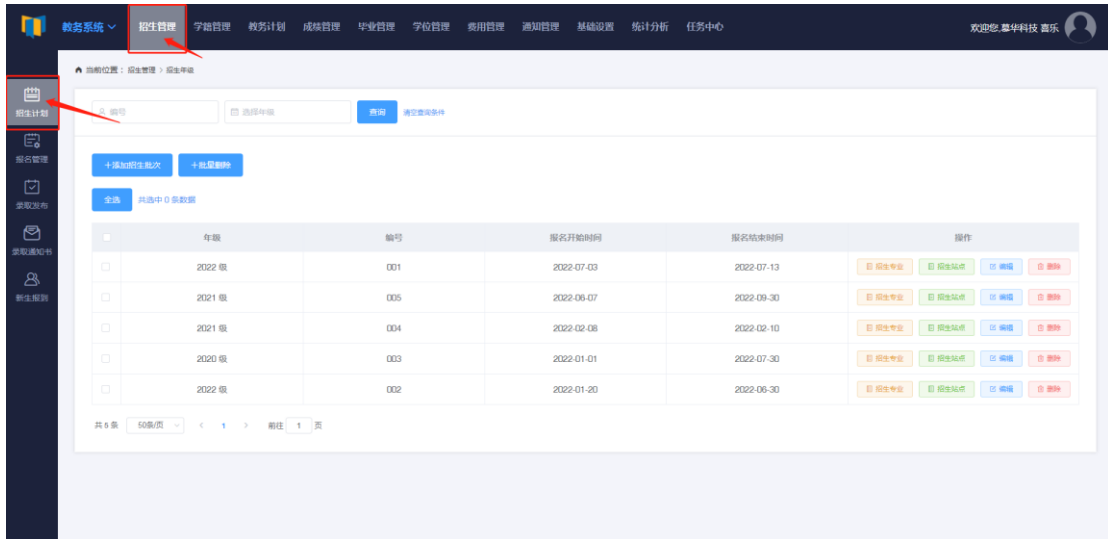 教务系统 招生管理 学籍管理 教务计划 成绩管理 毕业管理 学位管理 费用管理 通知管理 基础设置 统计分析 任务中心 欢迎您,慕华科技 喜乐
当前位置： 招生管理 > 招生年级
招生计划
报名管理
录取发布
录取通知书
新生报到
编号 选择年级 查询 清空查询条件
+添加招生批次 +批量删除
全选 共选中 0 条数据
年级 编号 报名开始时间 报名结束时间 操作
2022 级 001 2022-07-03 2022-07-13 招生专业 招生站点 编辑 删除
2021 级 005 2022-06-07 2022-09-30 招生专业 招生站点 编辑 删除
2021 级 004 2022-02-08 2022-02-10 招生专业 招生站点 编辑 删除
2020 级 003 2022-01-01 2022-07-30 招生专业 招生站点 编辑 删除
2022 级 002 2022-01-20 2022-06-30 招生专业 招生站点 编辑 删除
共 5 条 50条/页 < 1 > 前往 1 页